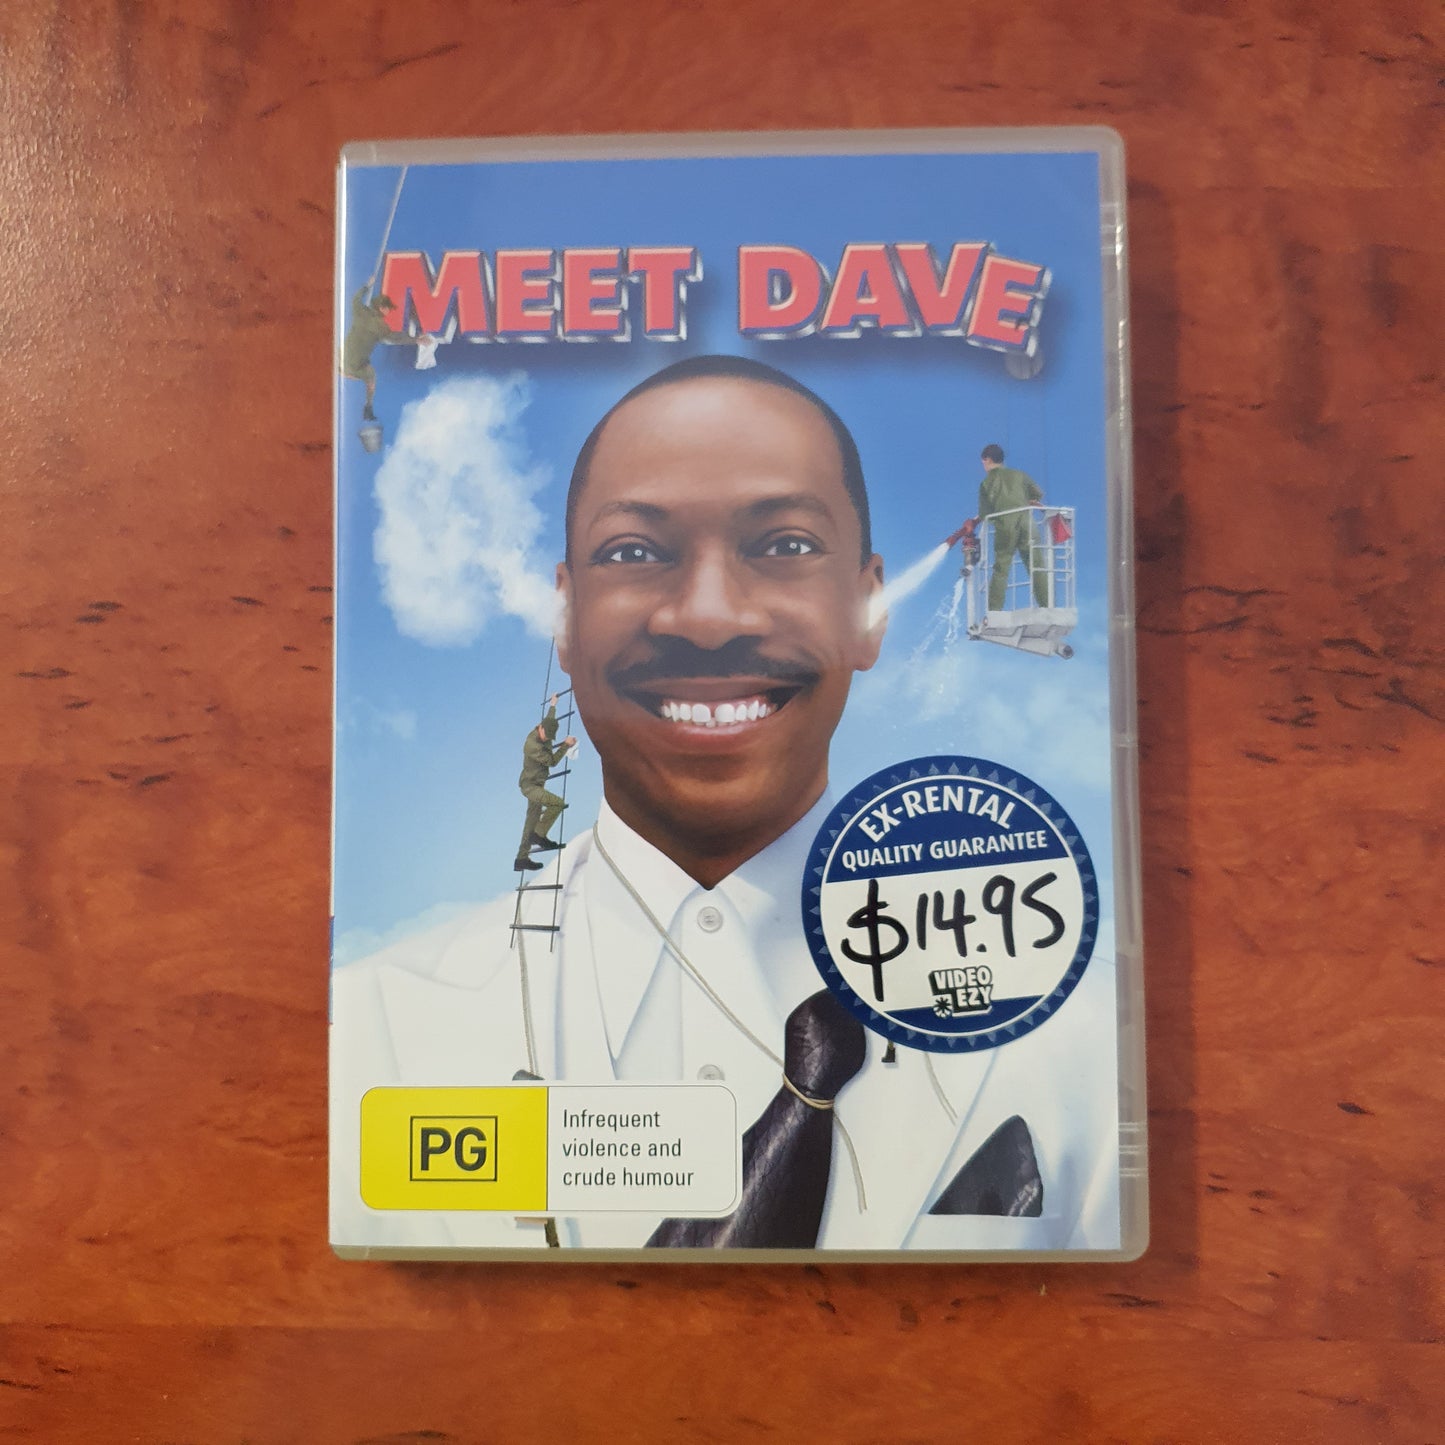 MEET DAVE
EX-RENTAL
QUALITY GUARANTEE
$14.95
VIDEO
EZY
PG
Infrequent
violence and
crude humour